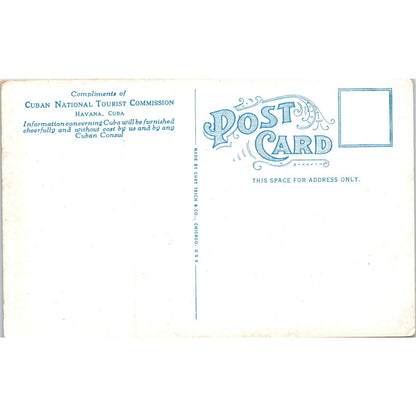 Compliments of
CUBAN NATIONAL TOURIST COMMISSION
HAVANA, CUBA
Information concerning Cuba will be furnished
cheerfully and without cost by us and by any
Cuban Consul
MADE BY CURT TEICH & CO., CHICAGO, U.S.A.
POST
CARD
THIS SPACE FOR ADDRESS ONLY.